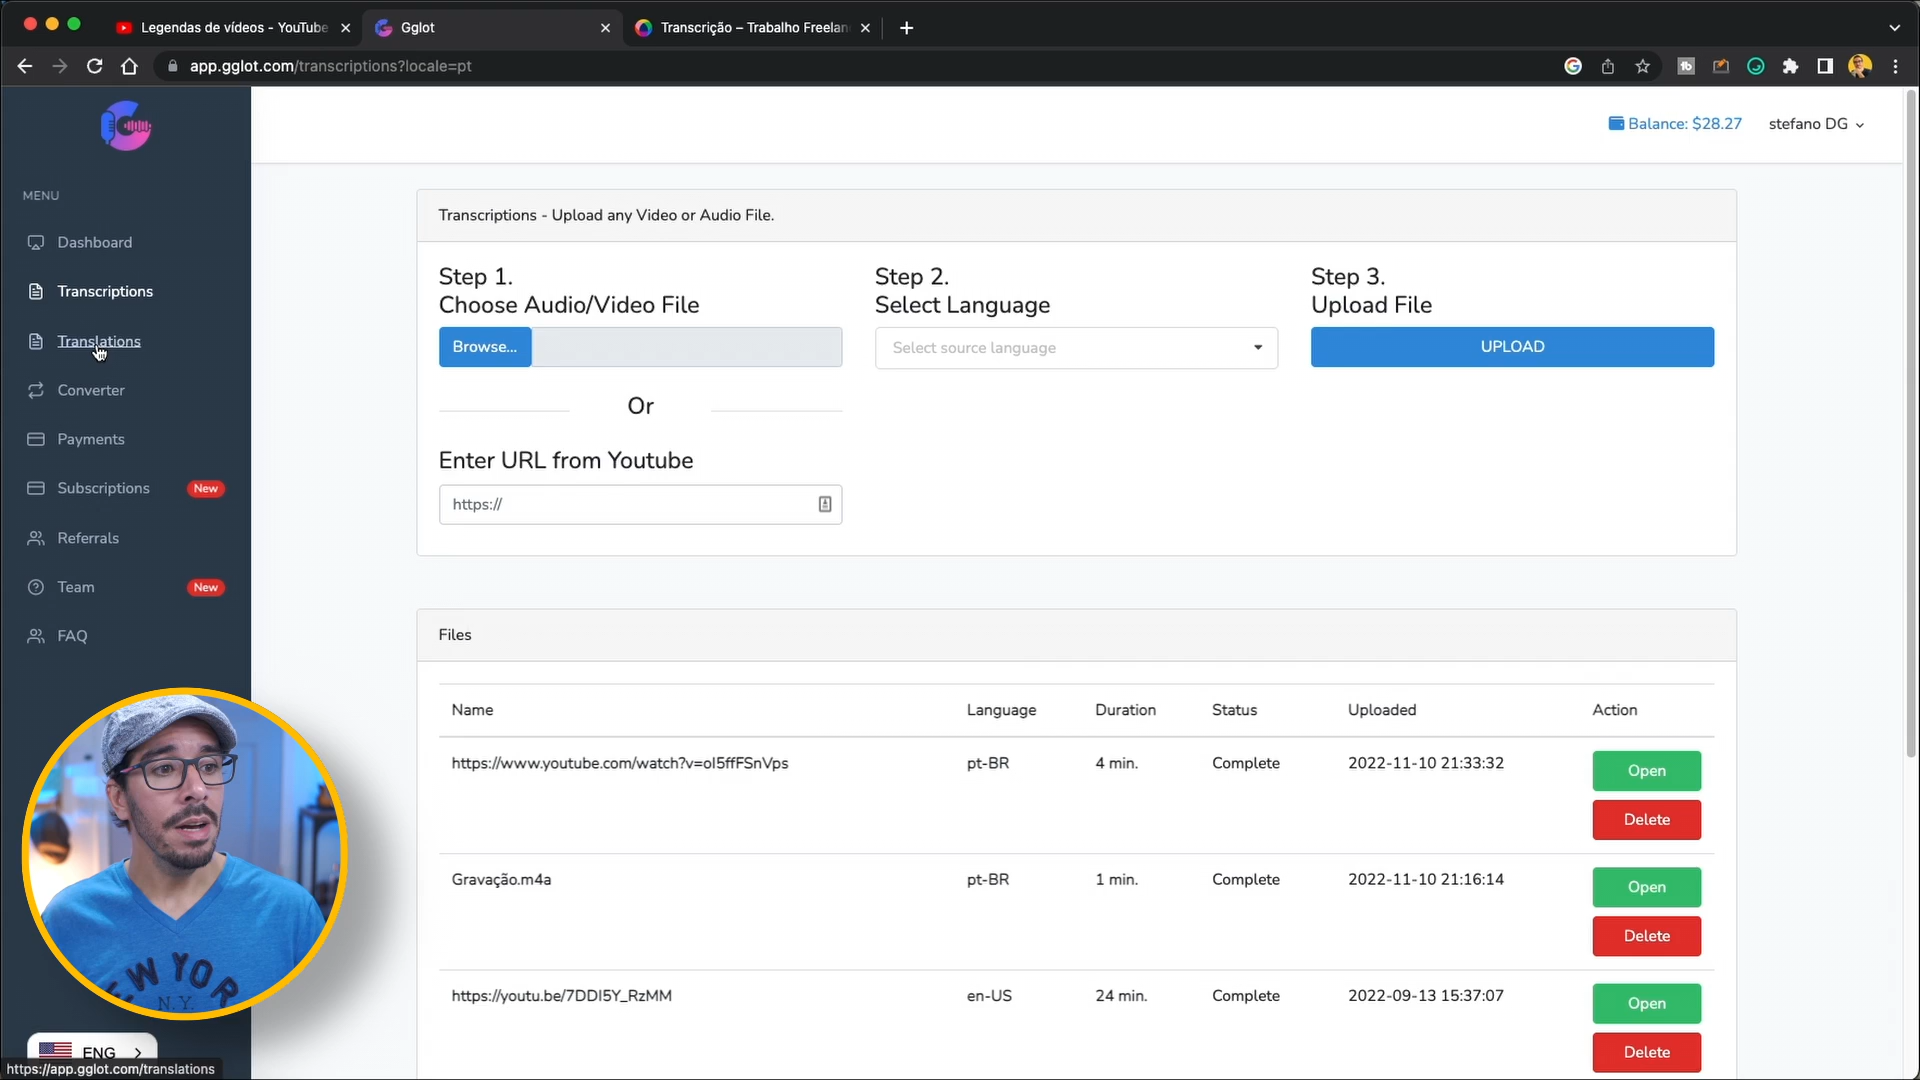 Legendas de vídeos - YouTube
Gglot
Transcrição – Trabalho Freelan
app.gglot.com/transcriptions?locale=pt
Balance: $28.27
stefano DG
MENU
Dashboard
Transcriptions
Translations
Converter
Payments
Subscriptions New
Referrals
Team New
FAQ
Transcriptions - Upload any Video or Audio File.
Step 1.
Choose Audio/Video File
Browse...
Or
Enter URL from Youtube
https://
Step 2.
Select Language
Select source language
Step 3.
Upload File
UPLOAD
Files
Name Language Duration Status Uploaded Action
https://www.youtube.com/watch?v=oI5ffFSnVps pt-BR 4 min. Complete 2022-11-10 21:33:32 Open
Delete
Gravação.m4a pt-BR 1 min. Complete 2022-11-10 21:16:14 Open
Delete
https://youtu.be/7DDI5Y_RzMM en-US 24 min. Complete 2022-09-13 15:37:07 Open
Delete
EW YOR
N.Y.
ENG
https://app.gglot.com/translations